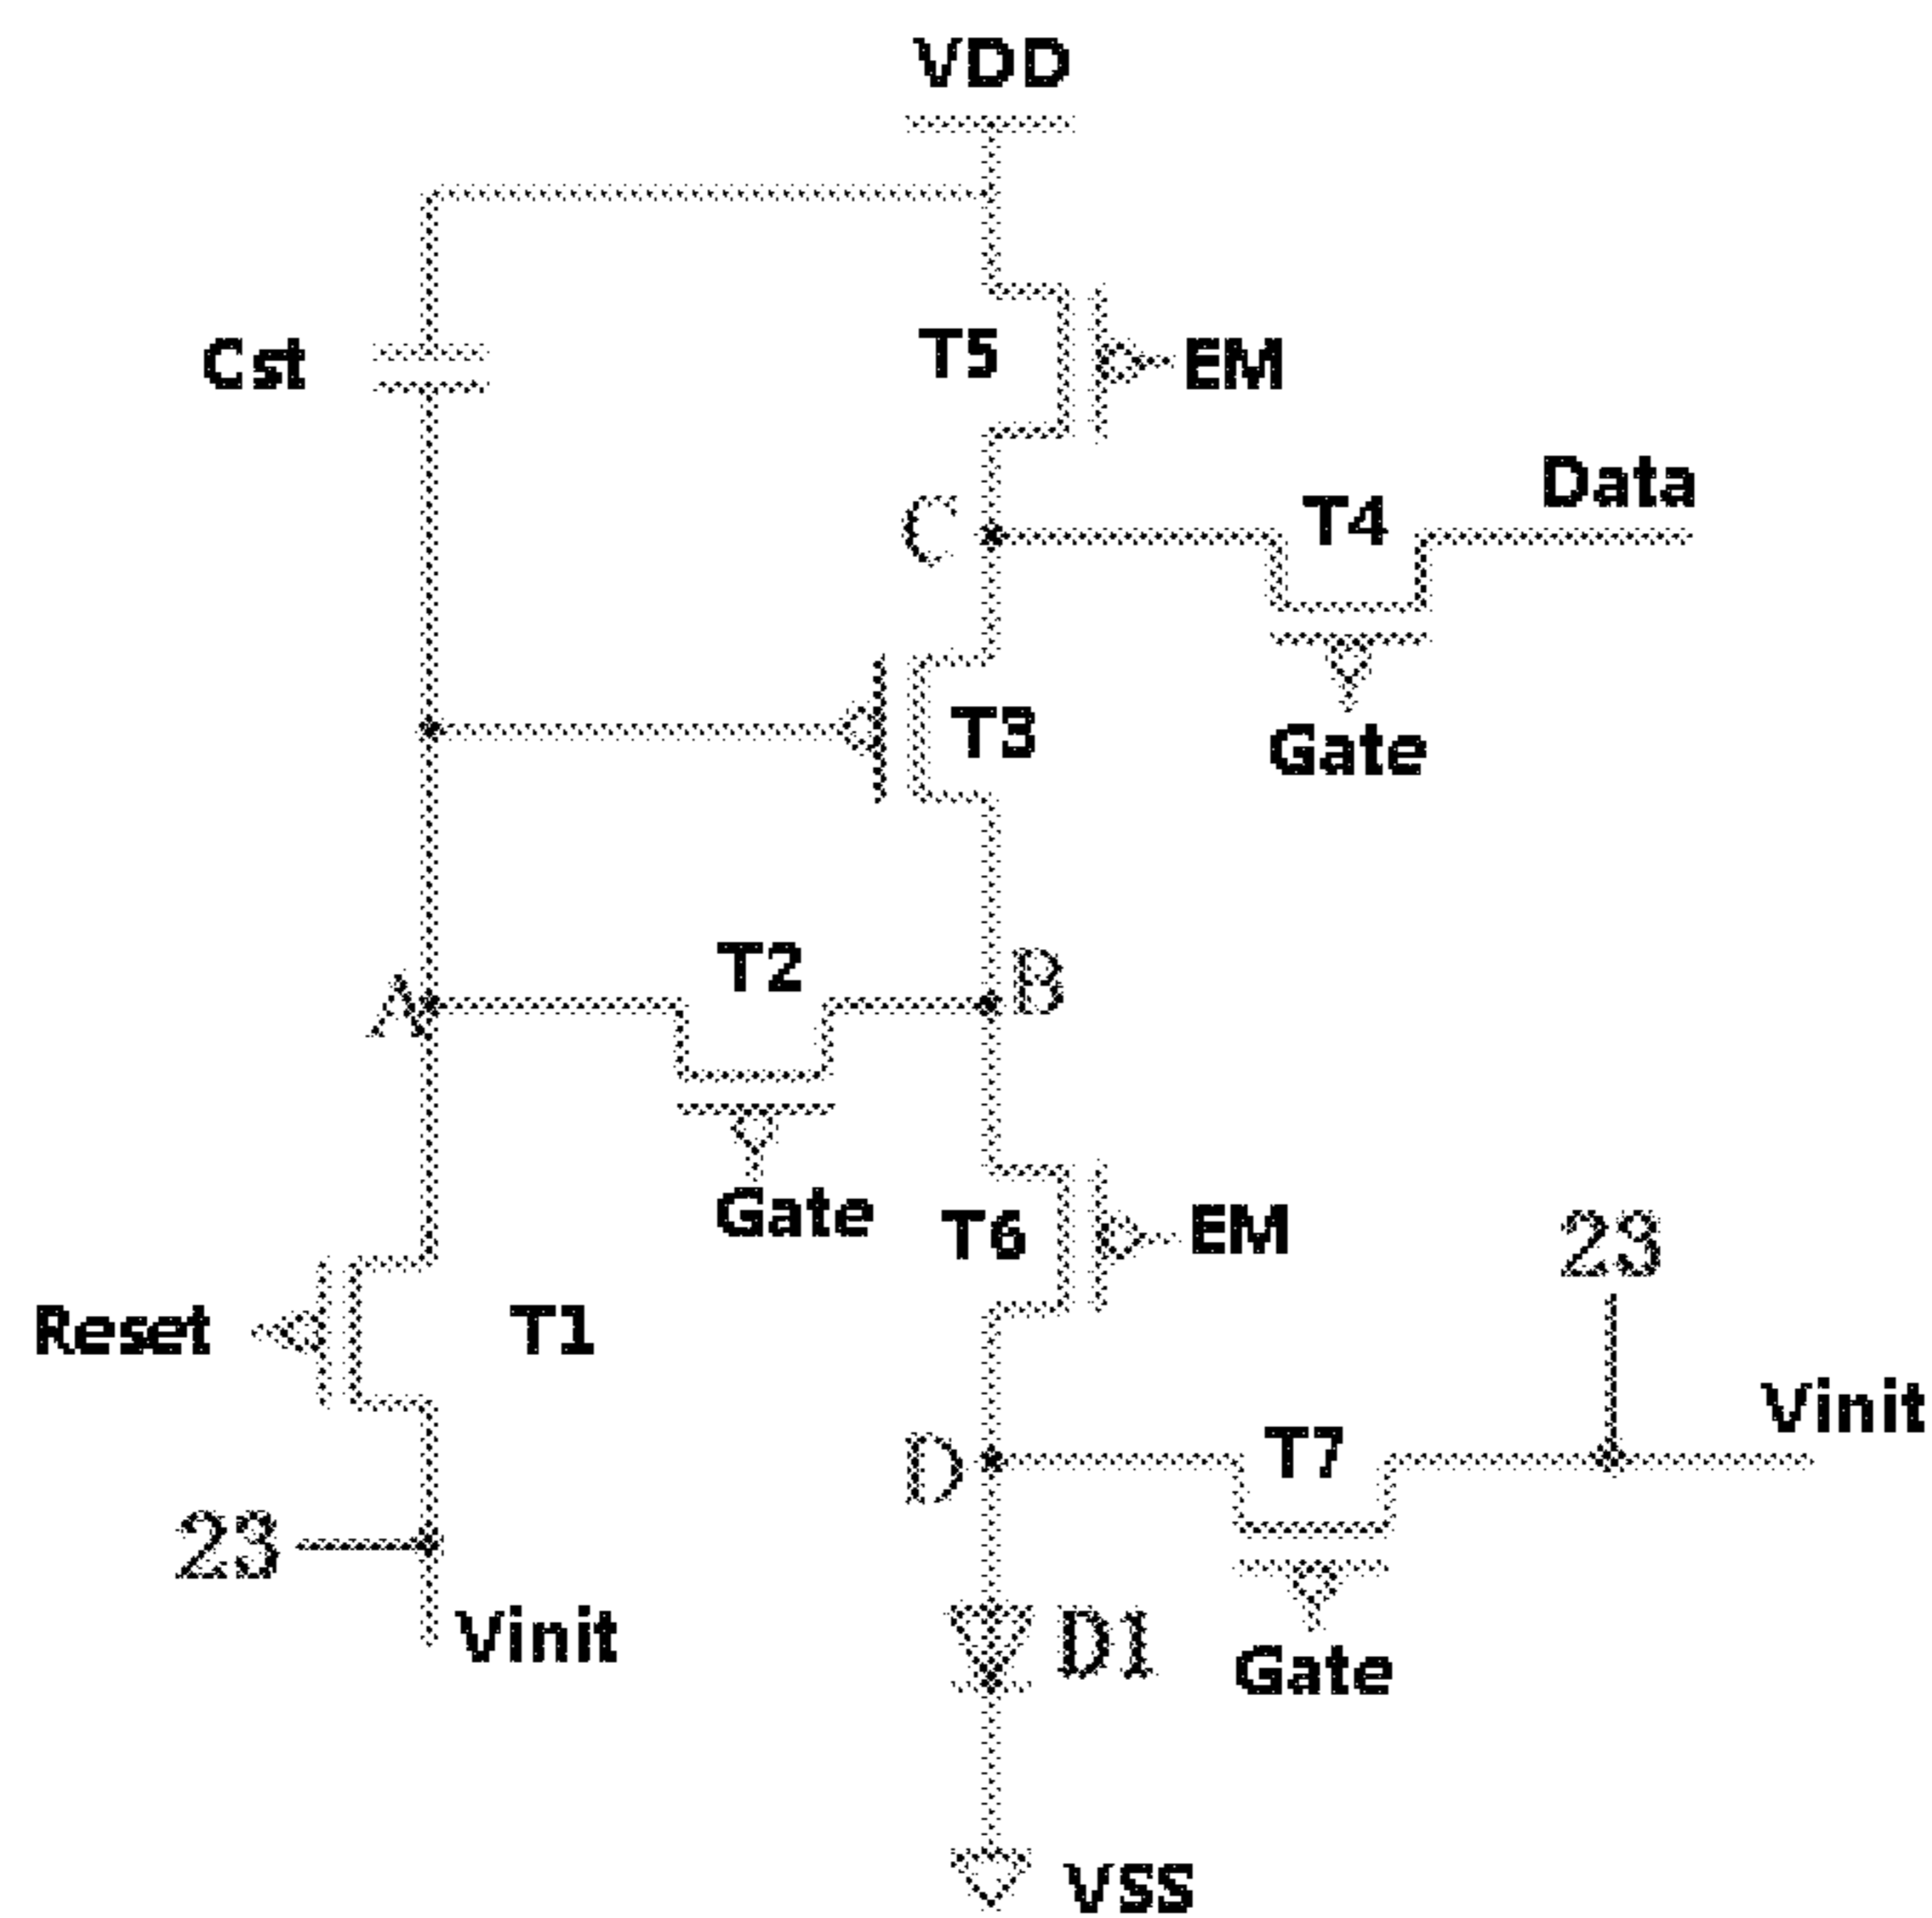 VDD
Cst
T5
EM
Data
C
T4
T3
Gate
T2
A
B
Gate
T6
EM
23
Reset
T1
Vinit
T7
D
23
Vinit
D1
Gate
VSS